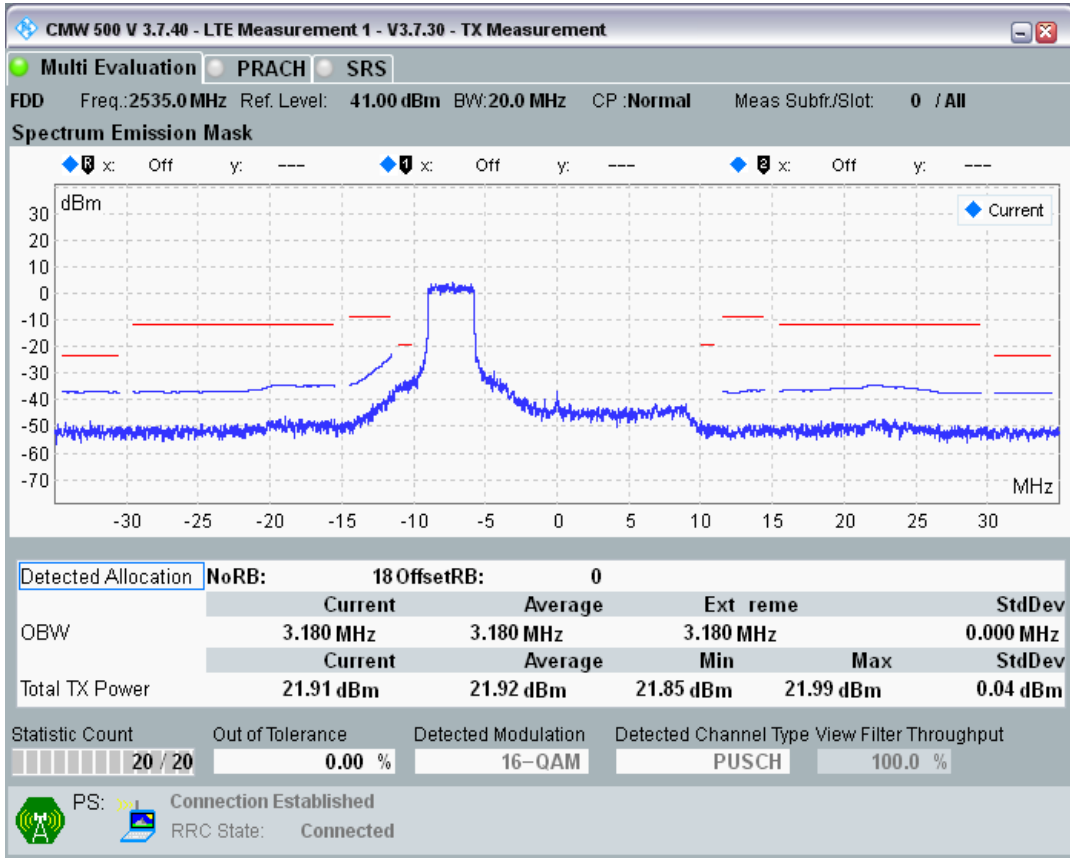 CMW 500 V 3.7.40 - LTE Measurement 1 - V3.7.30 - TX Measurement
Multi Evaluation PRACH SRS
FDD Freq.:2535.0 MHz Ref. Level: 41.00 dBm BW:20.0 MHz CP :Normal Meas Subfr./Slot: 0 / All
Spectrum Emission Mask
R x: Off y: --- 1 x: Off y: --- 2 x: Off y: ---
dBm
Current
30
20
10
0
-10
-20
-30
-40
-50
-60
-70
MHz
-30 -25 -20 -15 -10 -5 0 5 10 15 20 25 30
Detected Allocation NoRB: 18 OffsetRB: 0
Current Average Ext reme StdDev
OBW 3.180 MHz 3.180 MHz 3.180 MHz 0.000 MHz
Current Average Min Max StdDev
Total TX Power 21.91 dBm 21.92 dBm 21.85 dBm 21.99 dBm 0.04 dBm
Statistic Count Out of Tolerance Detected Modulation Detected Channel Type View Filter Throughput
20 / 20 0.00 % 16-QAM PUSCH 100.0 %
PS: Connection Established
RRC State: Connected